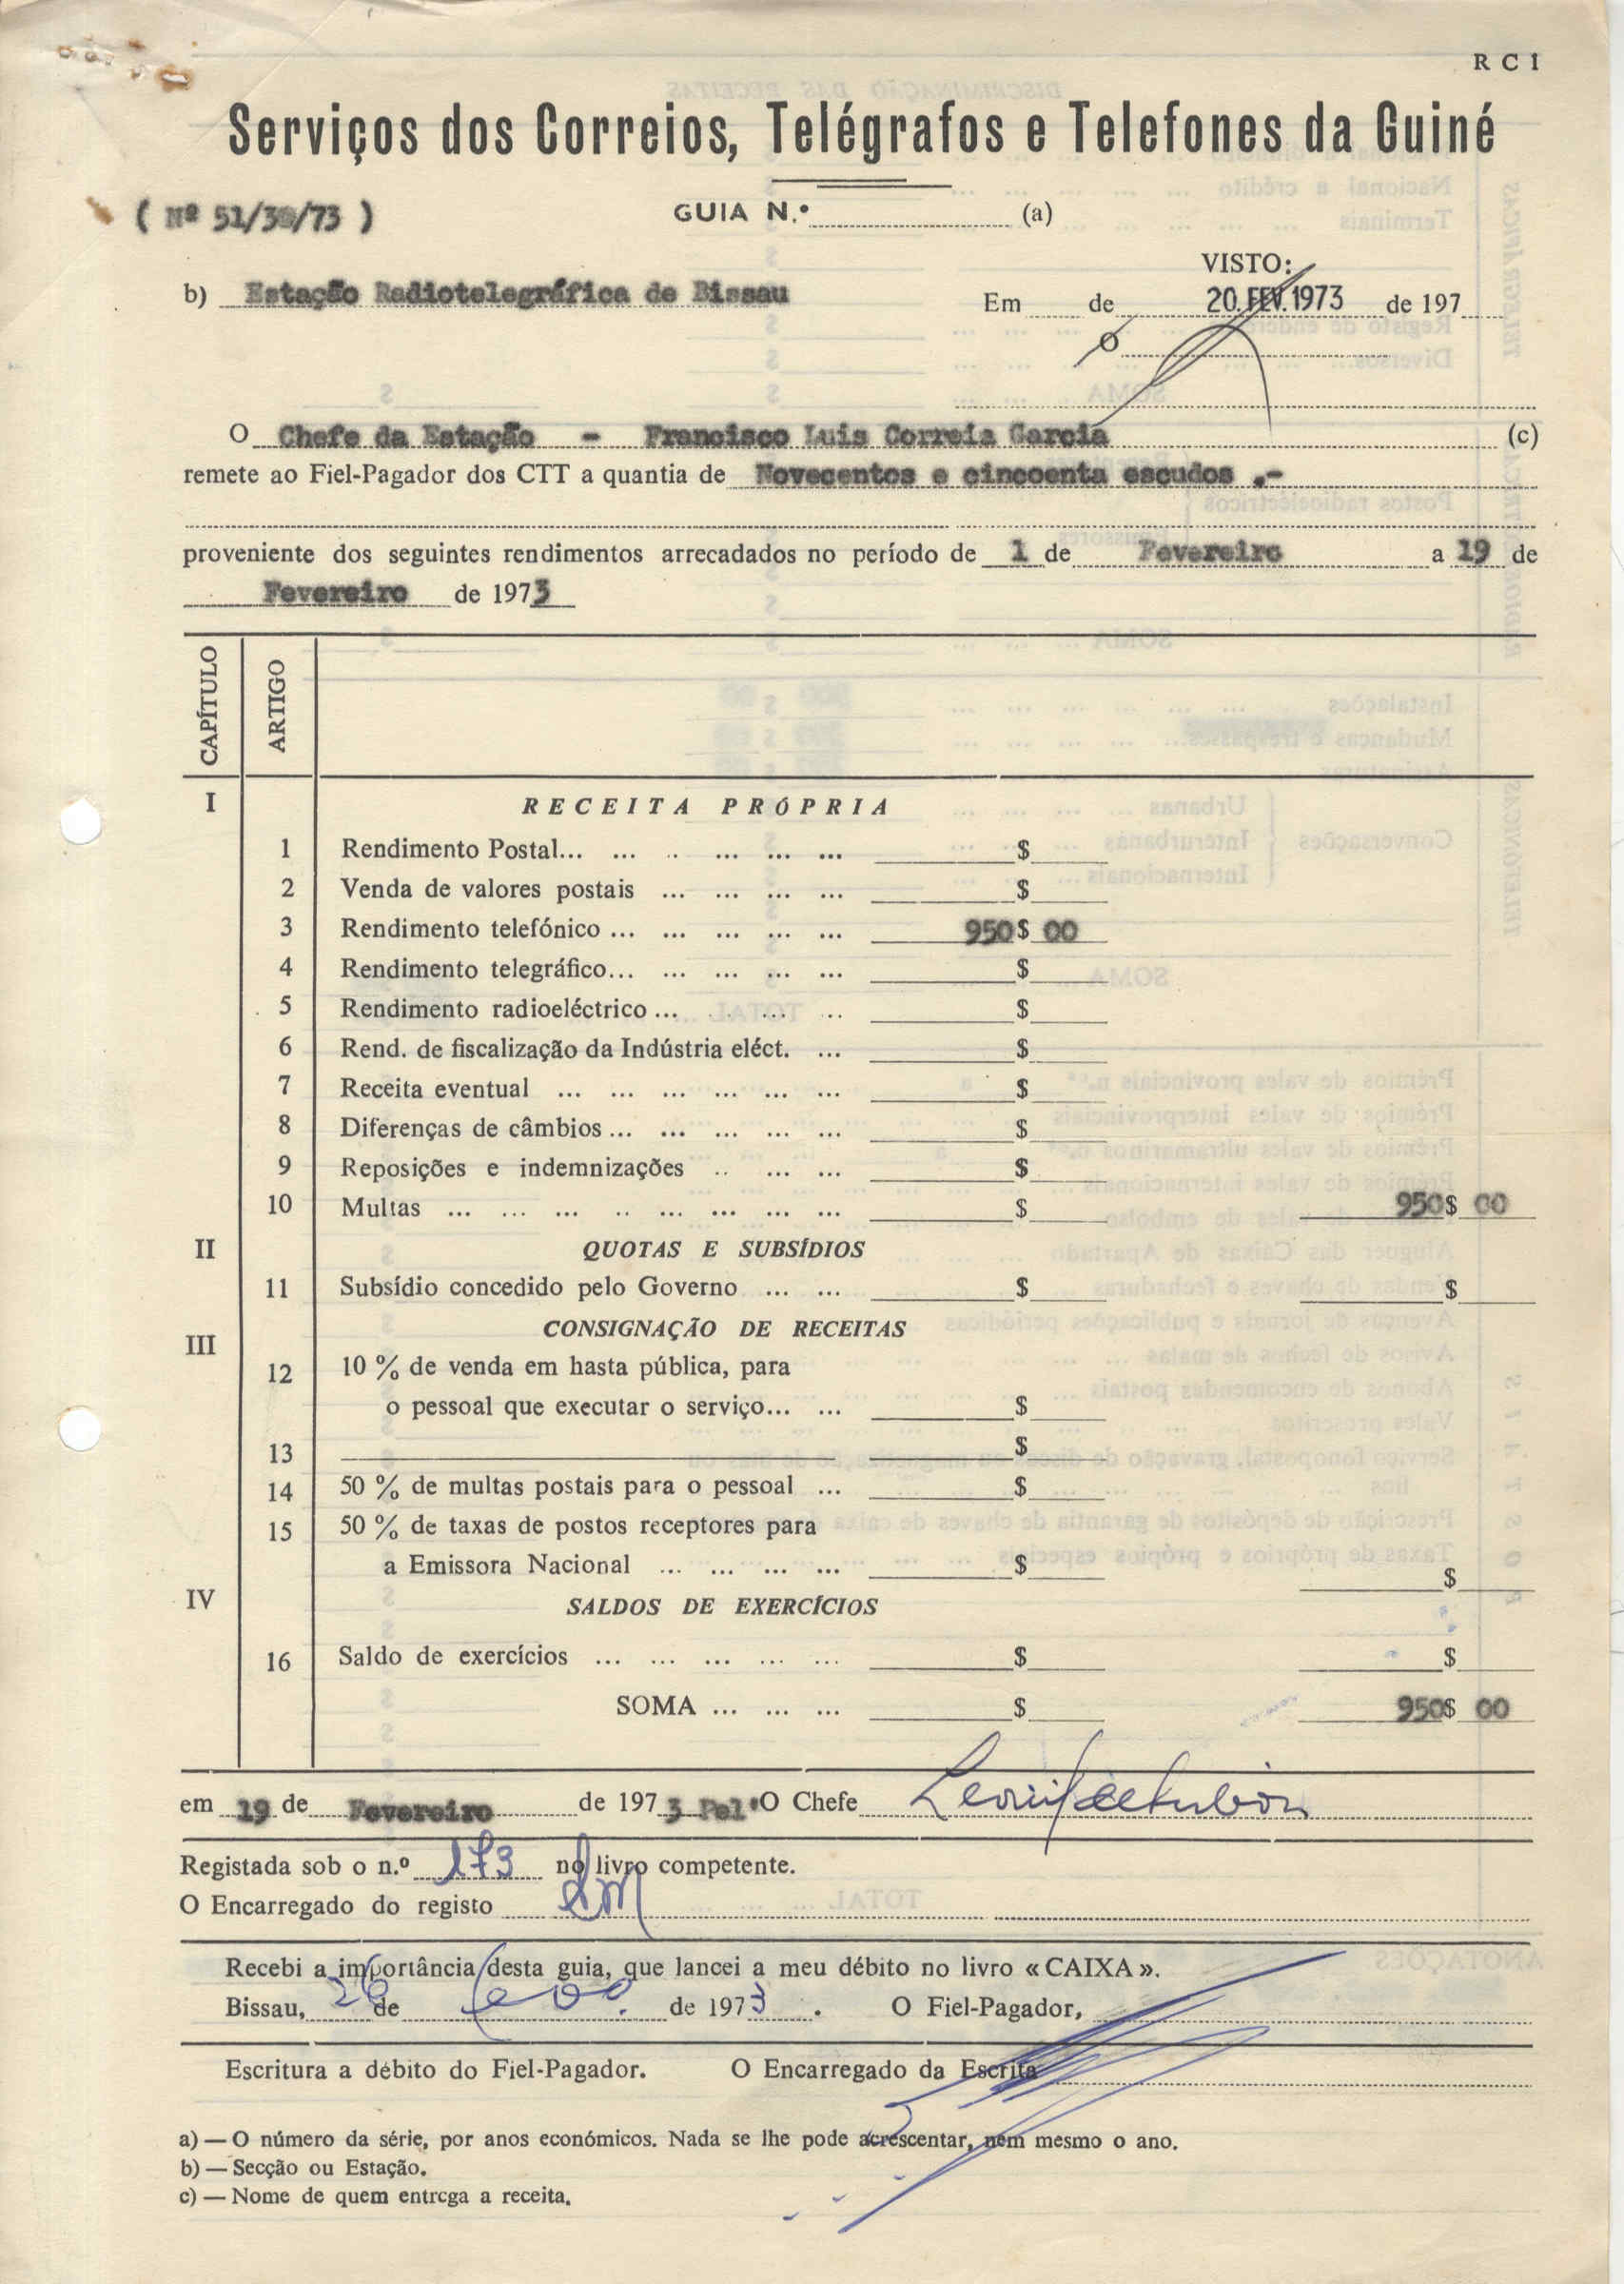 R C 1
Serviços dos Correios, Telégrafos e Telefones da Guiné
( Nº 51/30/73 ) GUIA N.º (a)
VISTO:
b) Estação Radiotelegráfica de Bissau Em de 20. FEV. 1973 de 197
O
O Chefe da Estação - Francisco Luis Correia Garcia (c)
remete ao Fiel-Pagador dos CTT a quantia de Novecentos e cincoenta escudos .-
proveniente dos seguintes rendimentos arrecadados no período de 1 de Fevereiro a 19 de
Fevereiro de 1973
CAPÍTULO ARTIGO
I RECEITA PRÓPRIA
1 Rendimento Postal... ... .. ... ... ... $
2 Venda de valores postais ... ... ... ... $
3 Rendimento telefónico ... ... ... ... ... 950$ 00
4 Rendimento telegráfico... ... ... ... ... $
5 Rendimento radioeléctrico ... . . ... .. $
6 Rend. de fiscalização da Indústria eléct. ... $
7 Receita eventual ... ... ... ... ... ... $
8 Diferenças de câmbios ... ... ... ... ... $
9 Reposições e indemnizações .. ... ... $
10 Multas ... ... ... .. ... ... ... ... $ 950$ 00
II QUOTAS E SUBSÍDIOS
11 Subsídio concedido pelo Governo ... ... $ $
III CONSIGNAÇÃO DE RECEITAS
12 10 % de venda em hasta pública, para
o pessoal que executar o serviço... ... $
13 $
14 50 % de multas postais para o pessoal ... $
15 50 % de taxas de postos receptores para
a Emissora Nacional ... ... ... ... $ $
IV SALDOS DE EXERCÍCIOS
16 Saldo de exercícios ... ... ... ... ... $ $
SOMA ... ... ... $ 950$ 00
em 19 de Fevereiro de 1973 Pel'O Chefe
Registada sob o n.º 173 no livro competente.
O Encarregado do registo
Recebi a importância desta guia, que lancei a meu débito no livro «CAIXA».
Bissau, 20 de de 1973 . O Fiel-Pagador,
Escritura a débito do Fiel-Pagador. O Encarregado da Escrita
a) — O número da série, por anos económicos. Nada se lhe pode acrescentar, nem mesmo o ano.
b) — Secção ou Estação.
c) — Nome de quem entrega a receita.